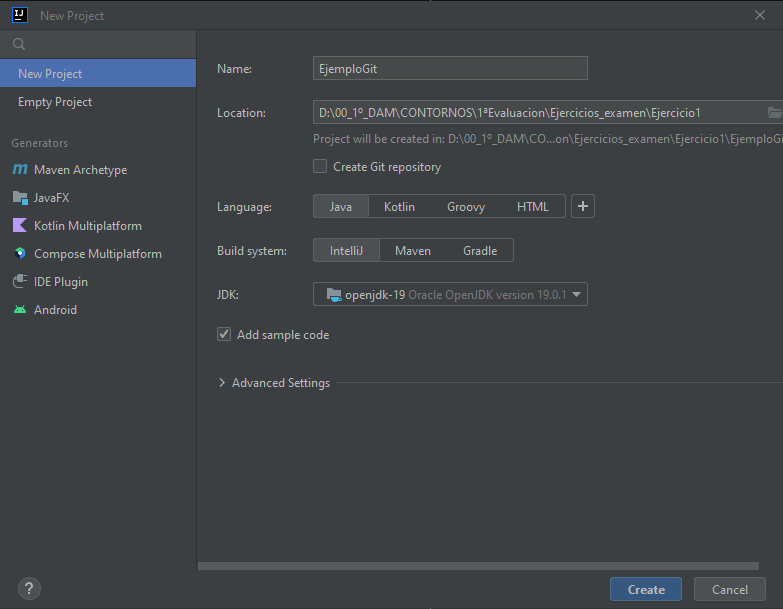 New Project
New Project
Empty Project
Generators
Maven Archetype
JavaFX
Kotlin Multiplatform
Compose Multiplatform
IDE Plugin
Android
Name: EjemploGit
Location: D:\00_1º_DAM\CONTORNOS\1ªEvaluacion\Ejercicios_examen\Ejercicio1
Project will be created in: D:\00_1º_DAM\CO...on\Ejercicios_examen\Ejercicio1\EjemploGi
Create Git repository
Language: Java Kotlin Groovy HTML +
Build system: IntelliJ Maven Gradle
JDK: openjdk-19 Oracle OpenJDK version 19.0.1
Add sample code
Advanced Settings
? Create Cancel